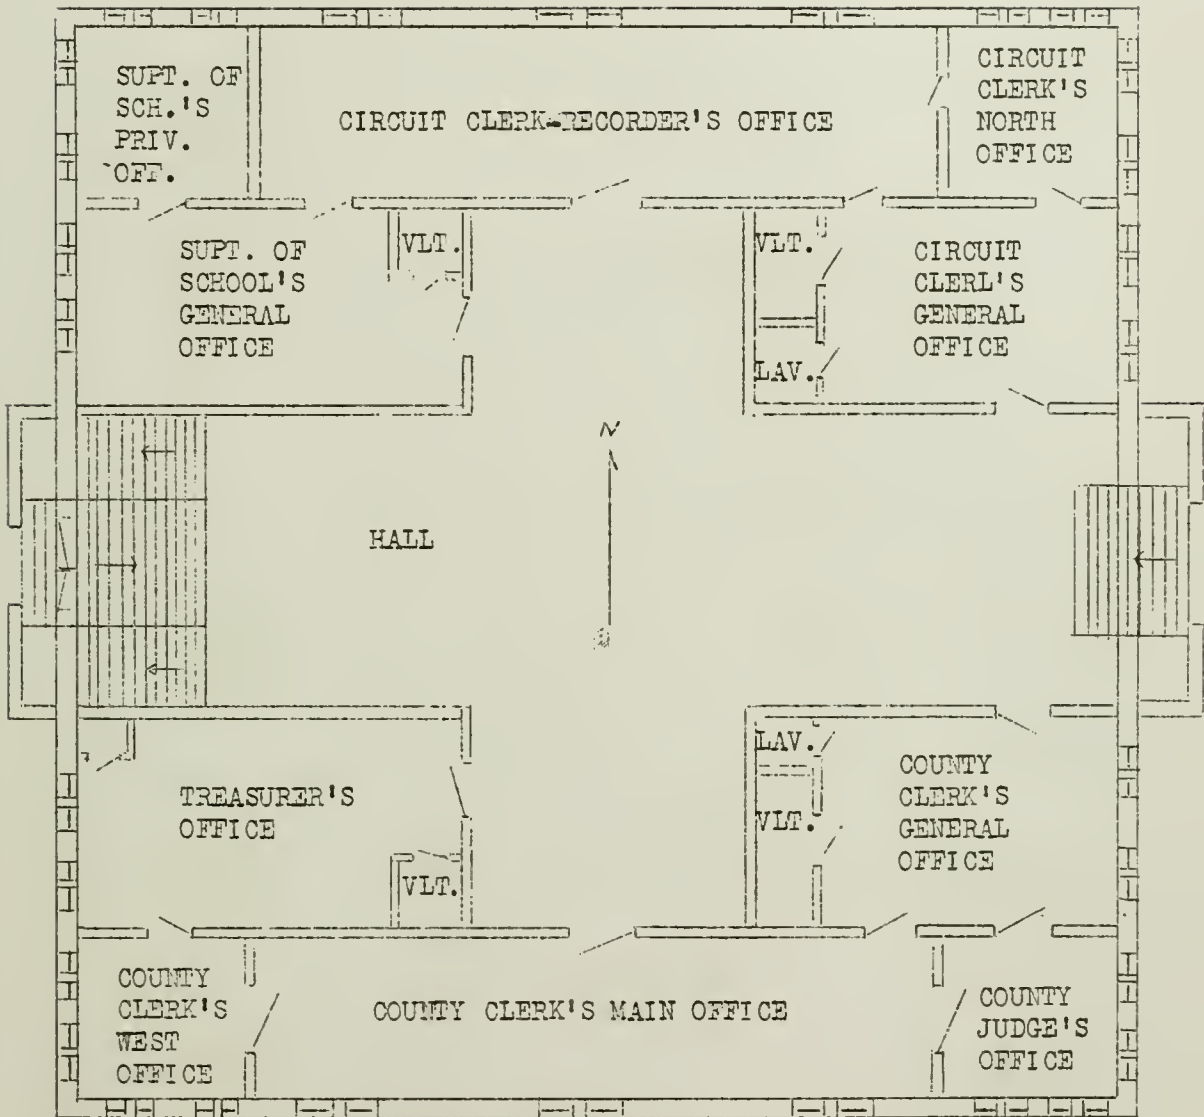 SUPT. OF
SCH.'S
PRIV.
OFF.
CIRCUIT CLERK-RECORDER'S OFFICE
CIRCUIT
CLERK'S
NORTH
OFFICE
SUPT. OF
SCHOOL'S
GENERAL
OFFICE
VLT.
VLT.
LAV.
CIRCUIT
CLERL'S
GENERAL
OFFICE
N
HALL
TREASURER'S
OFFICE
VLT.
LAV.
VLT.
COUNTY
CLERK'S
GENERAL
OFFICE
COUNTY
CLERK'S
WEST
OFFICE
COUNTY CLERK'S MAIN OFFICE
COUNTY
JUDGE'S
OFFICE